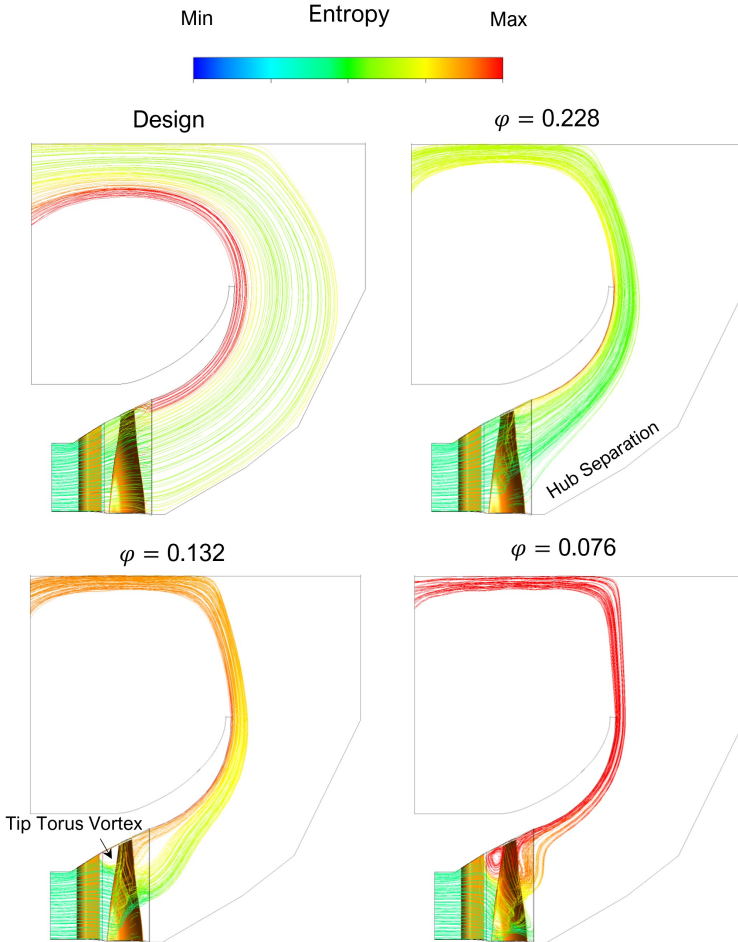 Min Entropy Max
Design
φ = 0.228
Hub Separation
φ = 0.132
φ = 0.076
Tip Torus Vortex